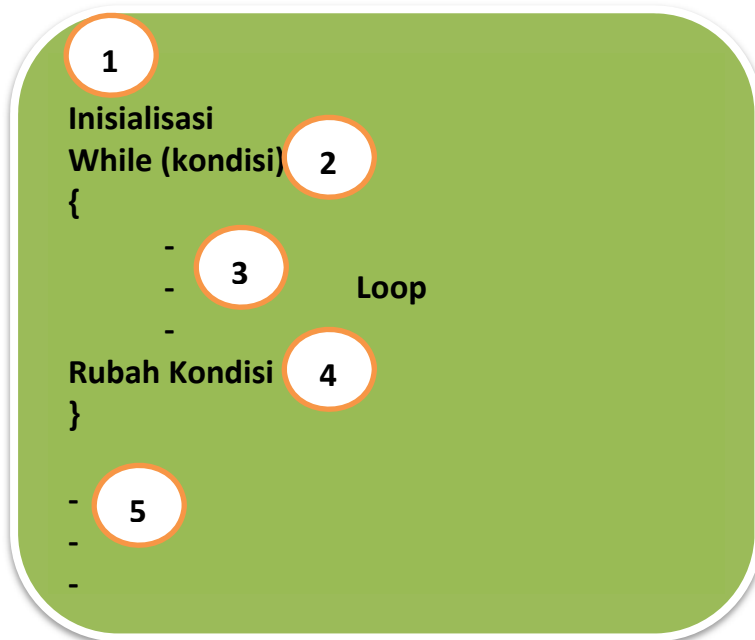 1
Inisialisasi
While (kondisi) 2
{
-
- 3 Loop
-
Rubah Kondisi 4
}
- 5
-
-